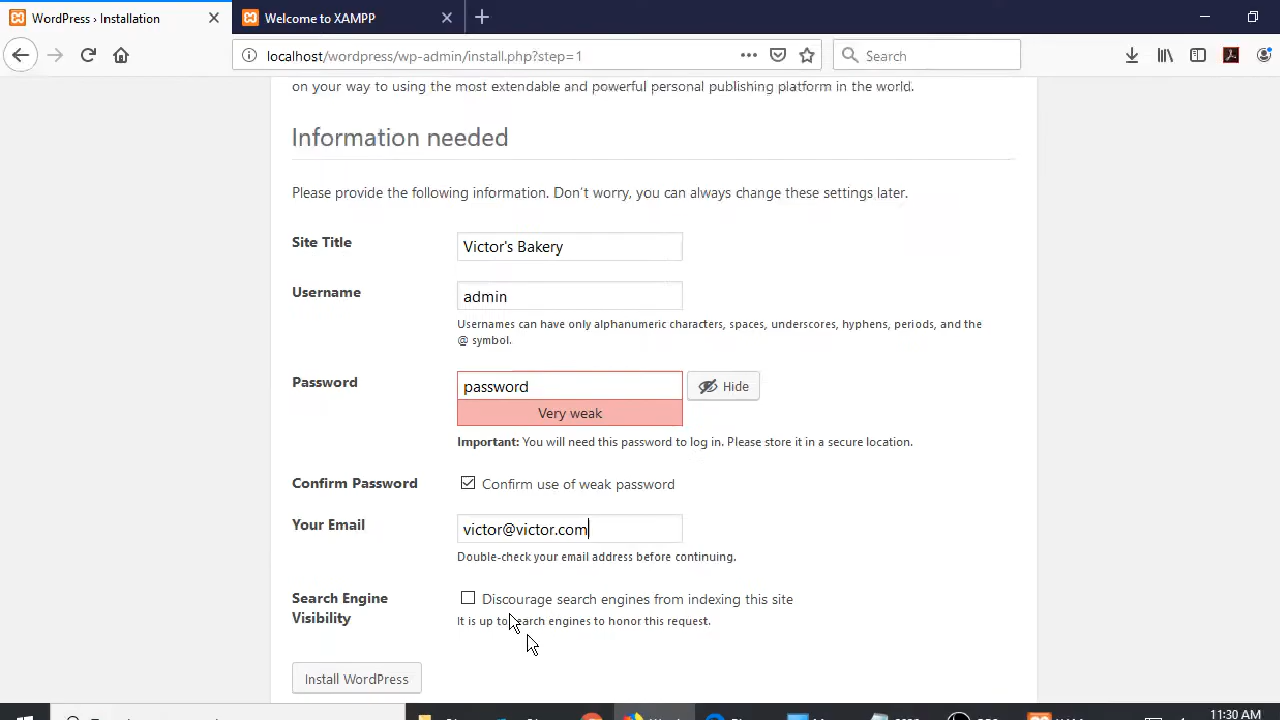 WordPress › Installation
Welcome to XAMPP
localhost/wordpress/wp-admin/install.php?step=1
Search
on your way to using the most extendable and powerful personal publishing platform in the world.
Information needed
Please provide the following information. Don't worry, you can always change these settings later.
Site Title
Victor's Bakery
Username
admin
Usernames can have only alphanumeric characters, spaces, underscores, hyphens, periods, and the
@ symbol.
Password
password
Hide
Very weak
Important: You will need this password to log in. Please store it in a secure location.
Confirm Password
Confirm use of weak password
Your Email
victor@victor.com
Double-check your email address before continuing.
Search Engine
Visibility
Discourage search engines from indexing this site
It is up to search engines to honor this request.
Install WordPress
11:30 AM